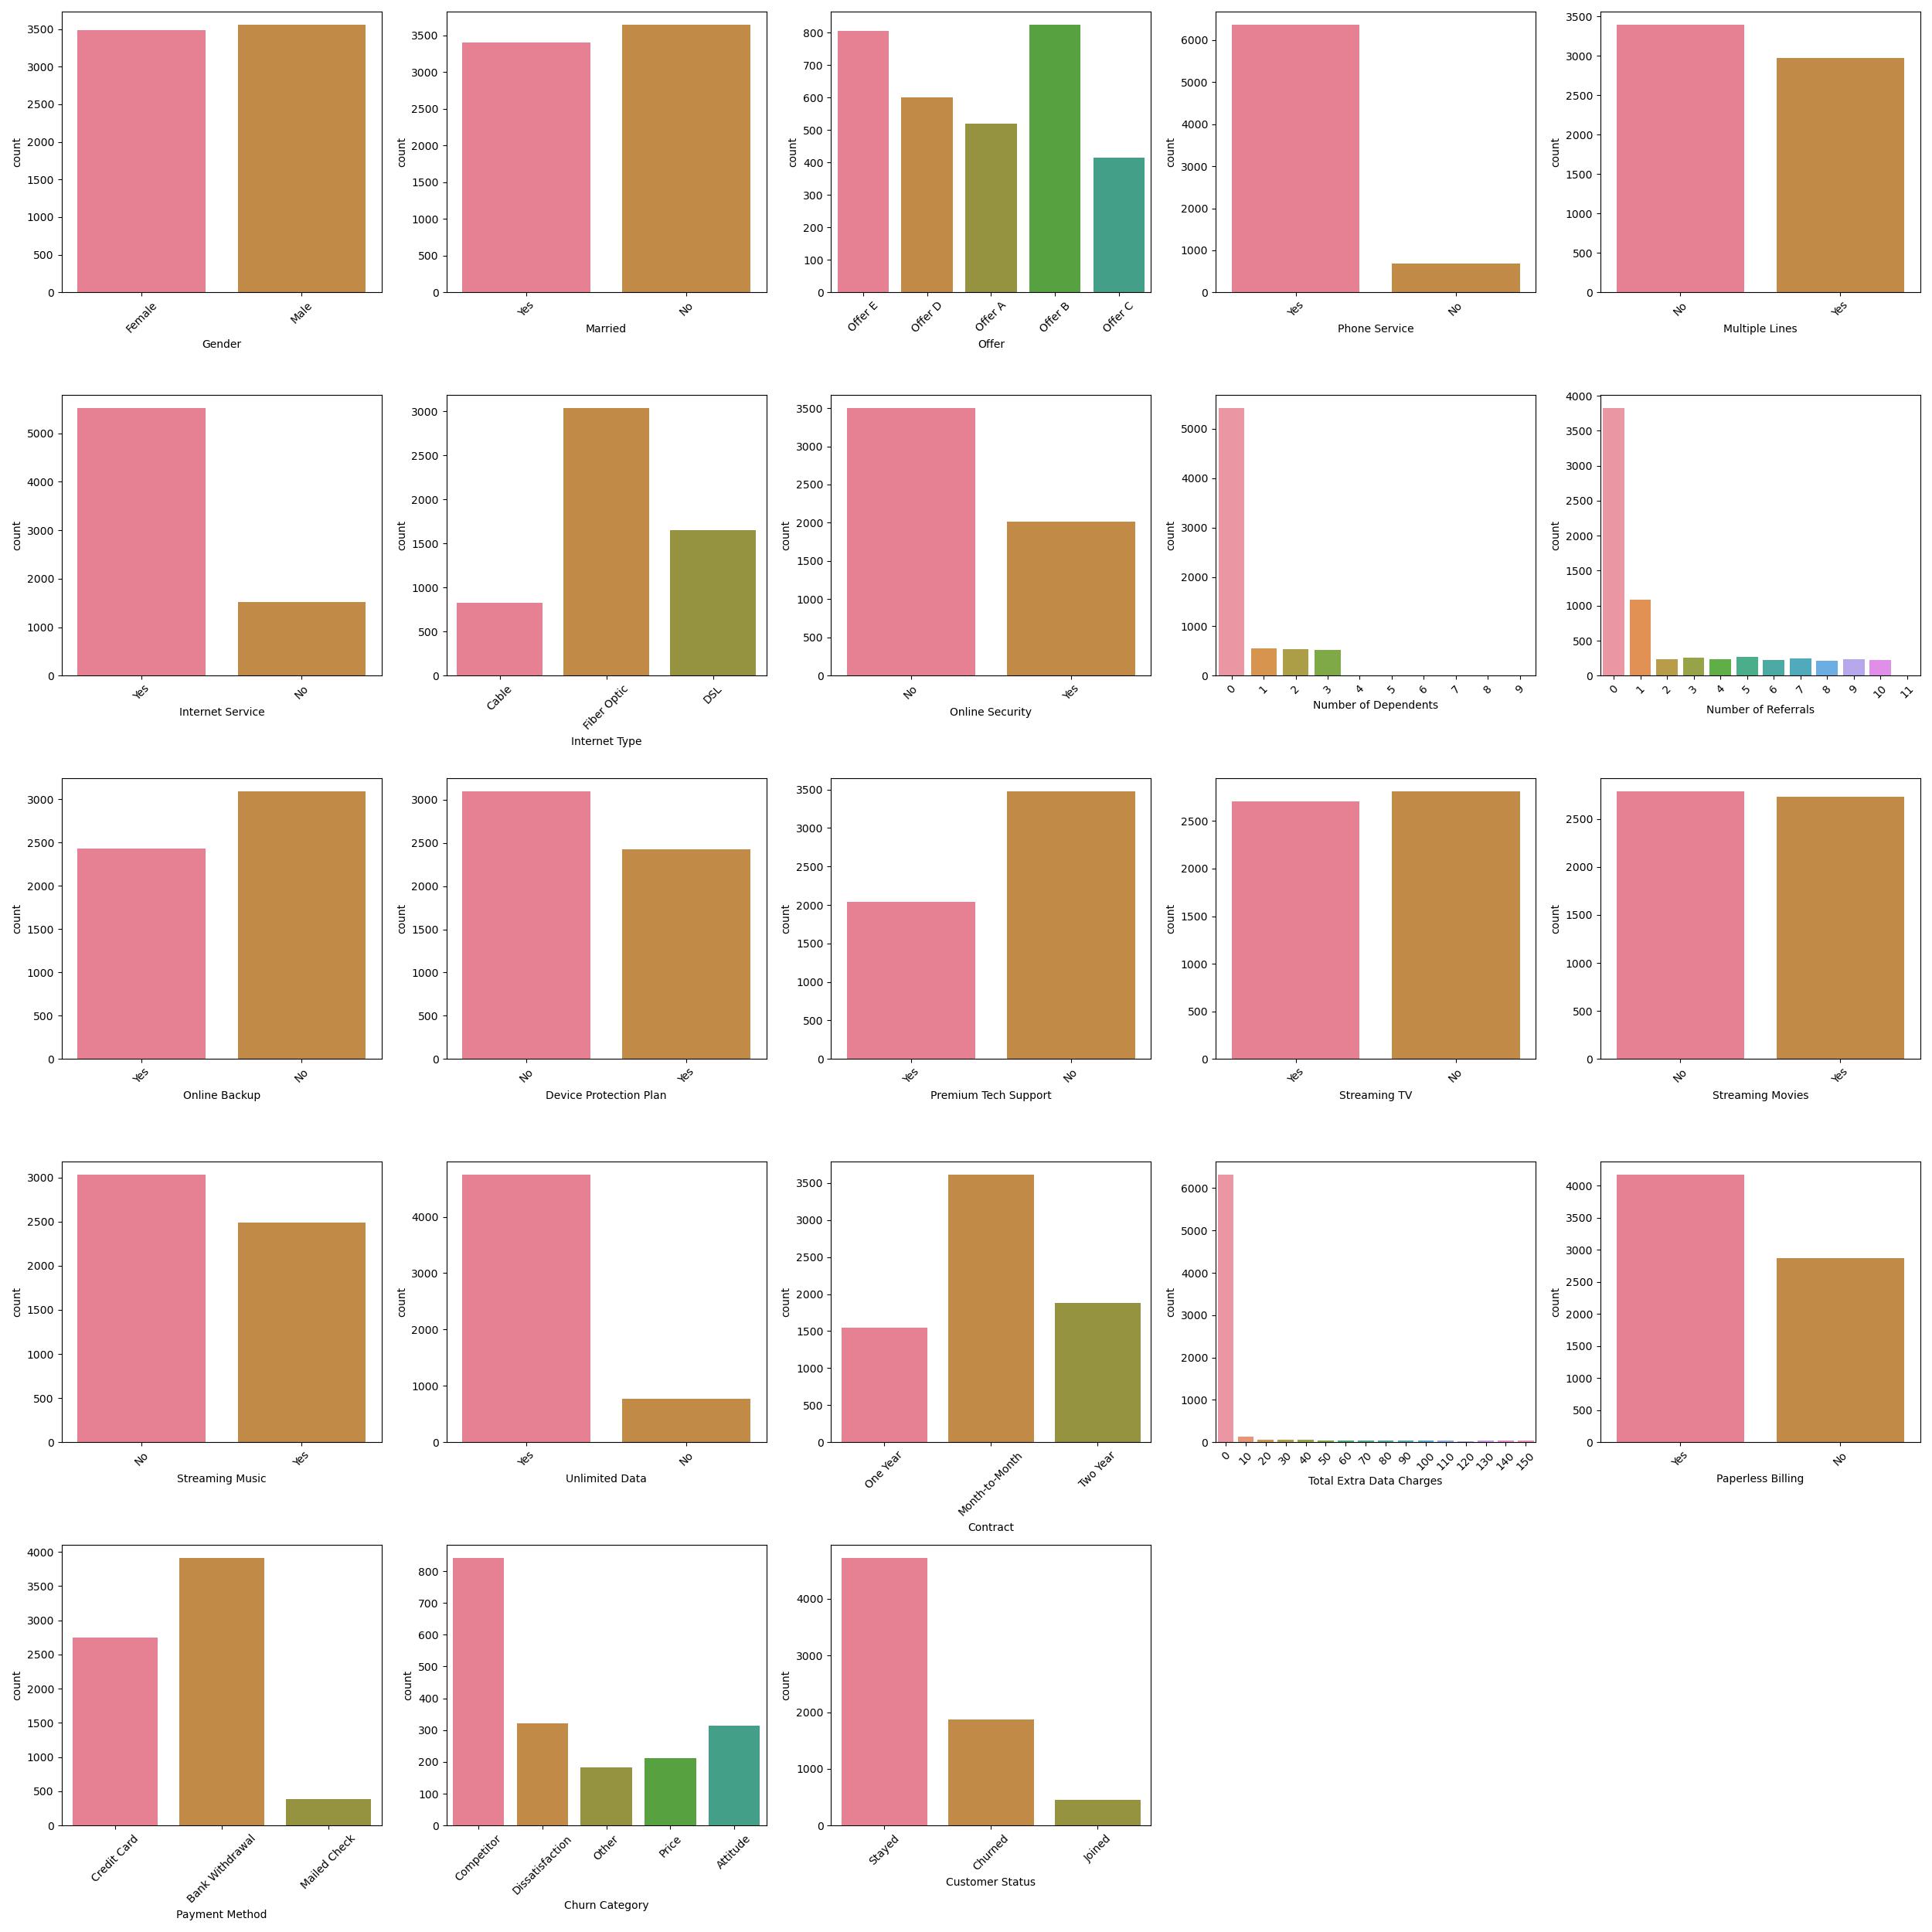 count
3500
3000
2500
2000
1500
1000
500
0
Female
Male
Gender
count
3500
3000
2500
2000
1500
1000
500
0
Yes
No
Married
count
800
700
600
500
400
300
200
100
0
Offer E
Offer D
Offer A
Offer B
Offer C
Offer
count
6000
5000
4000
3000
2000
1000
0
Yes
No
Phone Service
count
3500
3000
2500
2000
1500
1000
500
0
No
Yes
Multiple Lines
count
5000
4000
3000
2000
1000
0
Yes
No
Internet Service
count
3000
2500
2000
1500
1000
500
0
Cable
Fiber Optic
DSL
Internet Type
count
3500
3000
2500
2000
1500
1000
500
0
No
Yes
Online Security
count
5000
4000
3000
2000
1000
0
0 1 2 3 4 5 6 7 8 9
Number of Dependents
count
4000
3500
3000
2500
2000
1500
1000
500
0
0 1 2 3 4 5 6 7 8 9 10 11
Number of Referrals
count
3000
2500
2000
1500
1000
500
0
Yes
No
Online Backup
count
3000
2500
2000
1500
1000
500
0
No
Yes
Device Protection Plan
count
3500
3000
2500
2000
1500
1000
500
0
Yes
No
Premium Tech Support
count
2500
2000
1500
1000
500
0
Yes
No
Streaming TV
count
2500
2000
1500
1000
500
0
No
Yes
Streaming Movies
count
3000
2500
2000
1500
1000
500
0
No
Yes
Streaming Music
count
4000
3000
2000
1000
0
Yes
No
Unlimited Data
count
3500
3000
2500
2000
1500
1000
500
0
One Year
Month-to-Month
Two Year
Contract
count
6000
5000
4000
3000
2000
1000
0
0 10 20 30 40 50 60 70 80 90 100 110 120 130 140 150
Total Extra Data Charges
count
4000
3500
3000
2500
2000
1500
1000
500
0
Yes
No
Paperless Billing
count
4000
3500
3000
2500
2000
1500
1000
500
0
Credit Card
Bank Withdrawal
Mailed Check
Payment Method
count
800
700
600
500
400
300
200
100
0
Competitor
Dissatisfaction
Other
Price
Attitude
Churn Category
count
4000
3000
2000
1000
0
Stayed
Churned
Joined
Customer Status